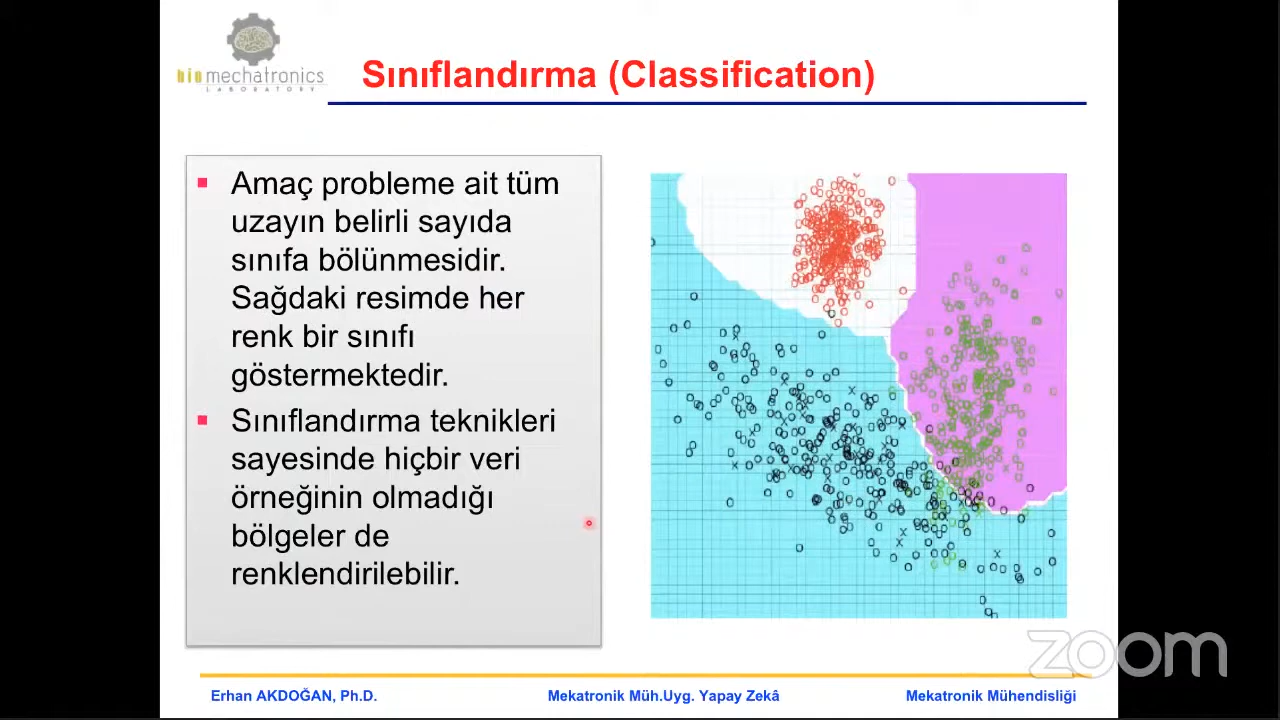 biomechatronics
LABORATORY
Sınıflandırma (Classification)
Amaç probleme ait tüm
uzayın belirli sayıda
sınıfa bölünmesidir.
Sağdaki resimde her
renk bir sınıfı
göstermektedir.
Sınıflandırma teknikleri
sayesinde hiçbir veri
örneğinin olmadığı
bölgeler de
renklendirilebilir.
zoom
Erhan AKDOĞAN, Ph.D. Mekatronik Müh.Uyg. Yapay Zekâ Mekatronik Mühendisliği